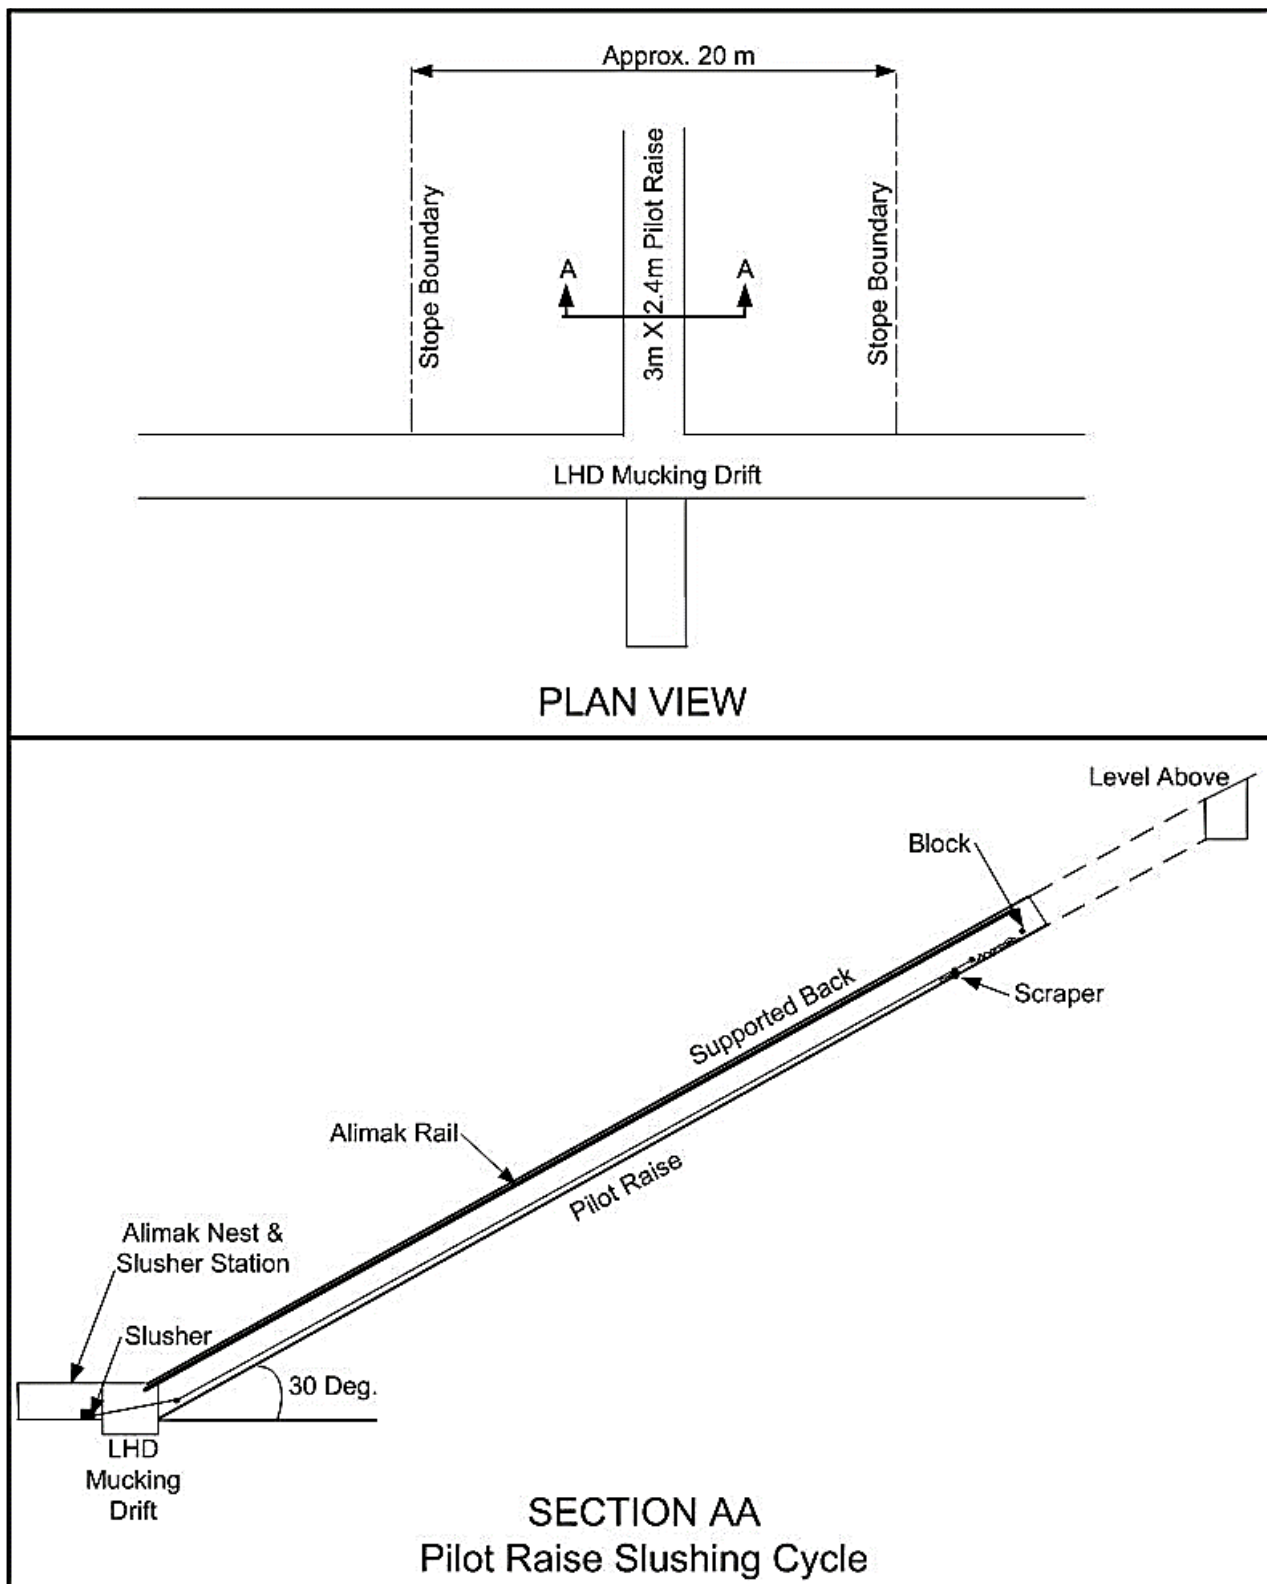 Approx. 20 m
Stope Boundary
3m X 2.4m Pilot Raise
Stope Boundary
A
A
LHD Mucking Drift
PLAN VIEW
Level Above
Block
Scraper
Supported Back
Alimak Rail
Pilot Raise
Alimak Nest &
Slusher Station
Slusher
30 Deg.
LHD
Mucking
Drift
SECTION AA
Pilot Raise Slushing Cycle